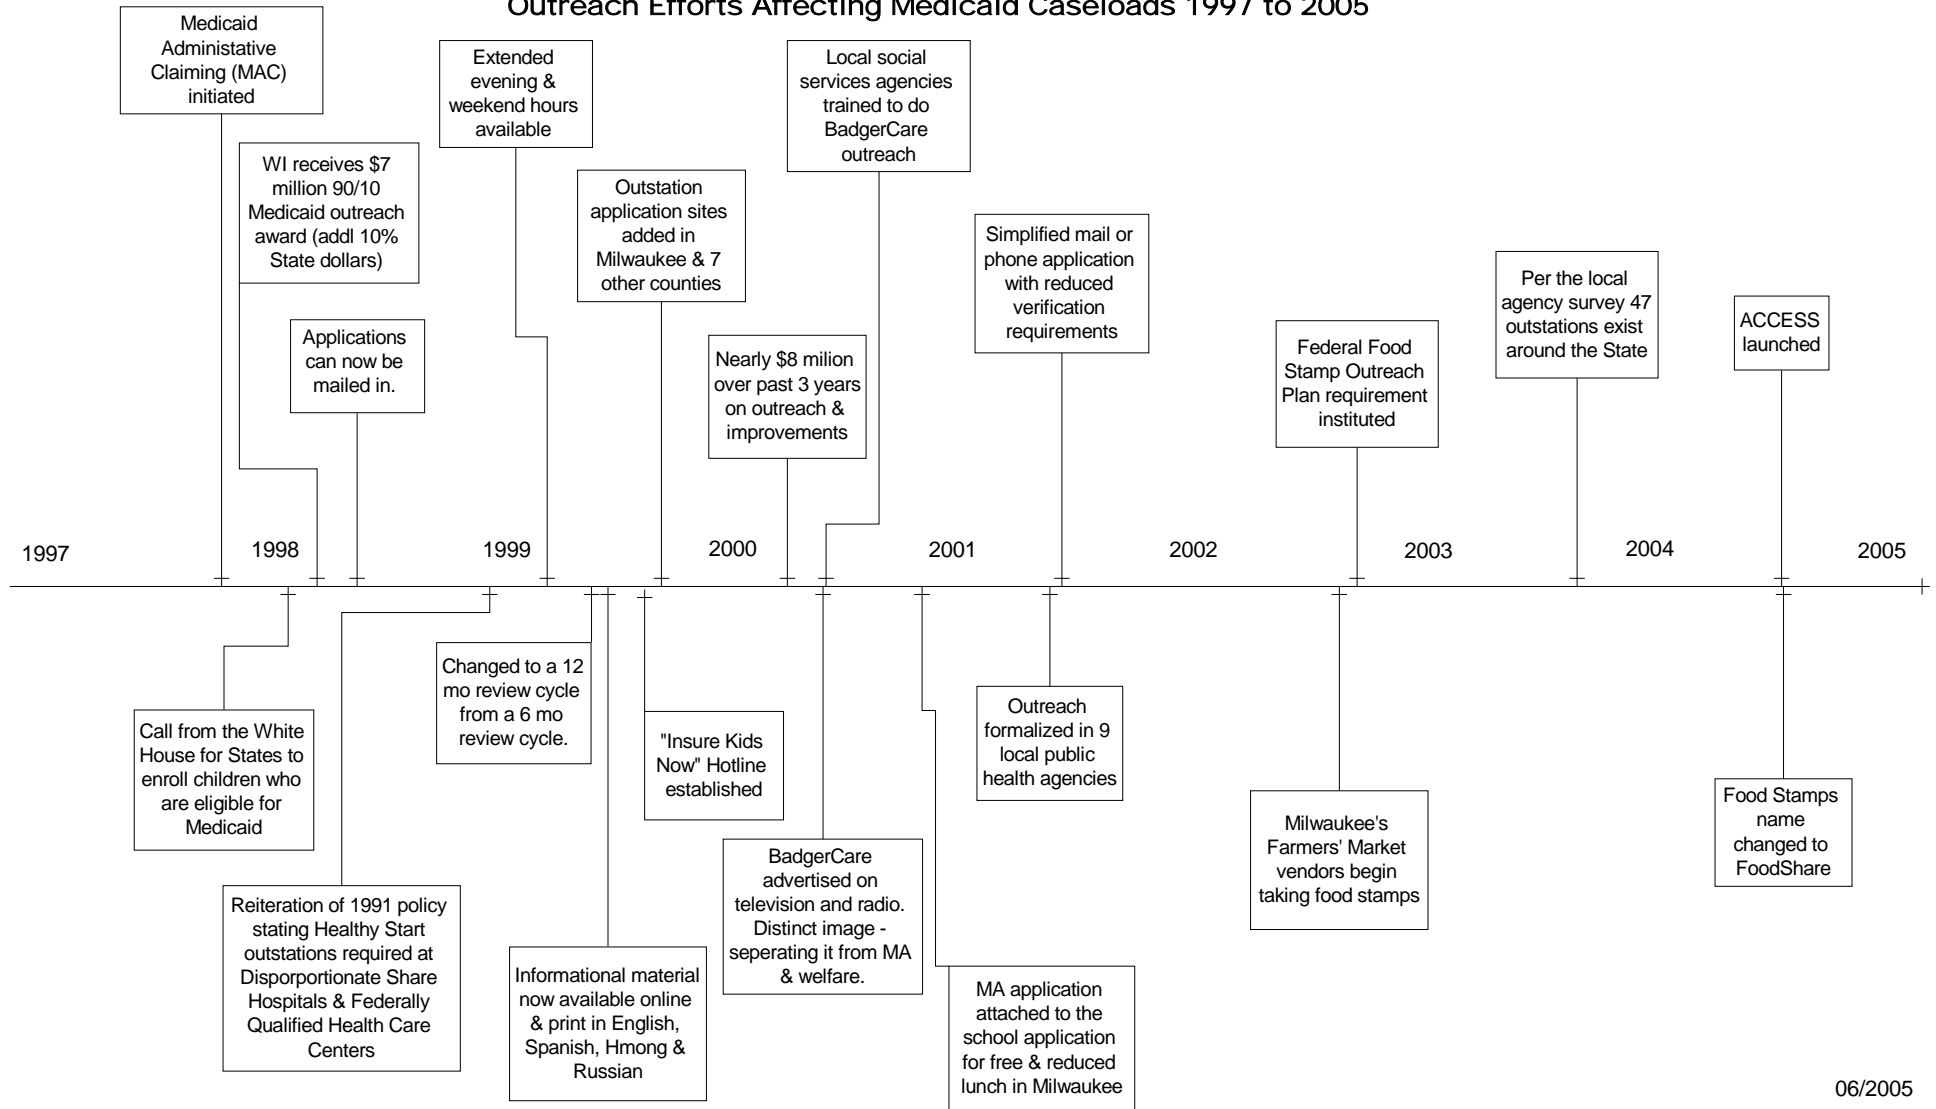 Outreach Efforts Affecting Medicaid Caseloads 1997 to 2005
Medicaid
Administative
Claiming (MAC)
initiated
WI receives $7
million 90/10
Medicaid outreach
award (addl 10%
State dollars)
Applications
can now be
mailed in.
Extended
evening &
weekend hours
available
Outstation
application sites
added in
Milwaukee & 7
other counties
Nearly $8 milion
over past 3 years
on outreach &
improvements
Local social
services agencies
trained to do
BadgerCare
outreach
Simplified mail or
phone application
with reduced
verification
requirements
Federal Food
Stamp Outreach
Plan requirement
instituted
Per the local
agency survey 47
outstations exist
around the State
ACCESS
launched
1997
1998
1999
2000
2001
2002
2003
2004
2005
Call from the White
House for States to
enroll children who
are eligible for
Medicaid
Reiteration of 1991 policy
stating Healthy Start
outstations required at
Disporportionate Share
Hospitals & Federally
Qualified Health Care
Centers
Changed to a 12
mo review cycle
from a 6 mo
review cycle.
Informational material
now available online
& print in English,
Spanish, Hmong &
Russian
"Insure Kids
Now" Hotline
established
BadgerCare
advertised on
television and radio.
Distinct image -
seperating it from MA
& welfare.
MA application
attached to the
school application
for free & reduced
lunch in Milwaukee
Outreach
formalized in 9
local public
health agencies
Milwaukee's
Farmers' Market
vendors begin
taking food stamps
Food Stamps
name
changed to
FoodShare
06/2005